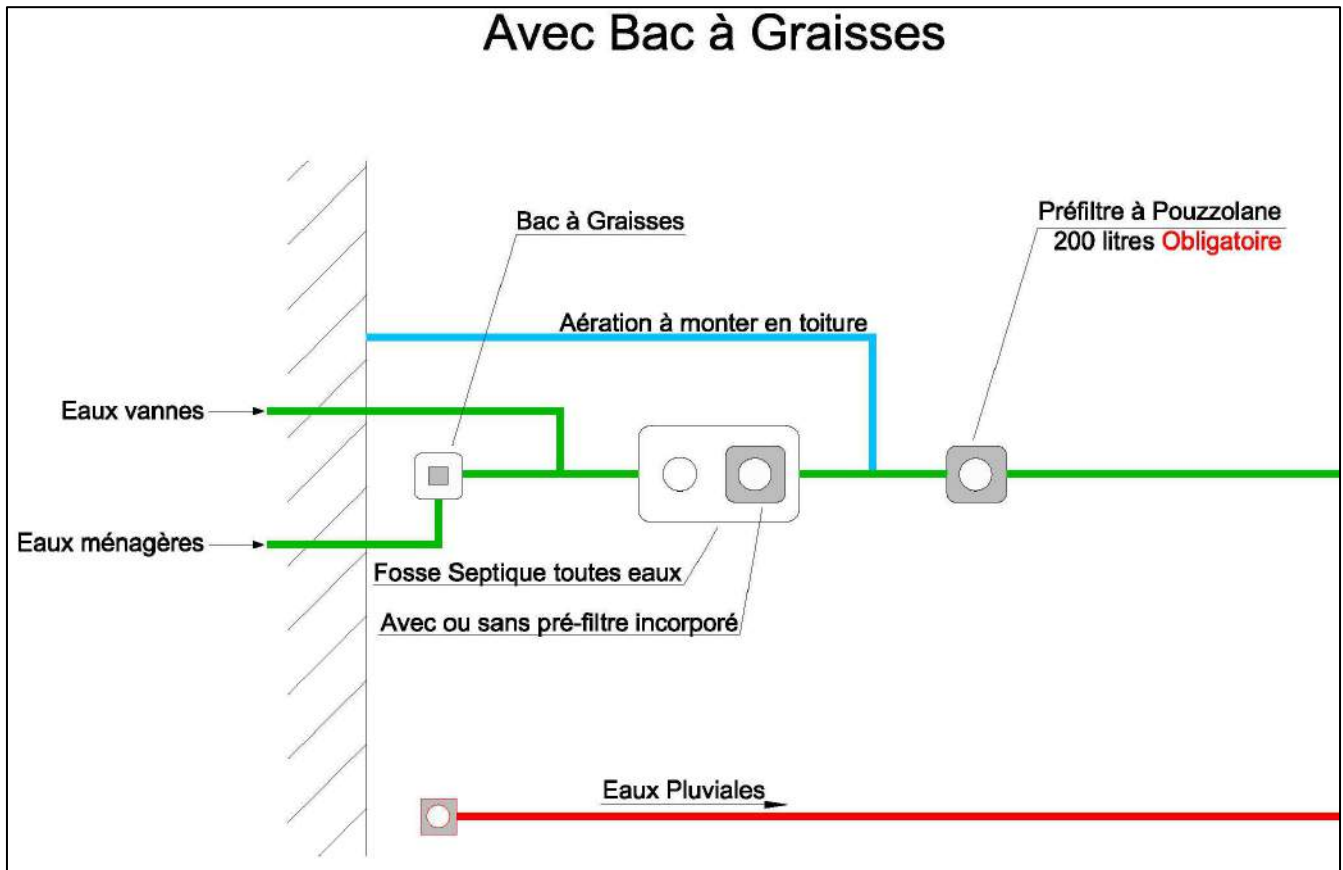 Avec Bac à Graisses
Bac à Graisses
Préfiltre à Pouzzolane
200 litres Obligatoire
Aération à monter en toiture
Eaux vannes
Eaux ménagères
Fosse Septique toutes eaux
Avec ou sans pré-filtre incorporé
Eaux Pluviales